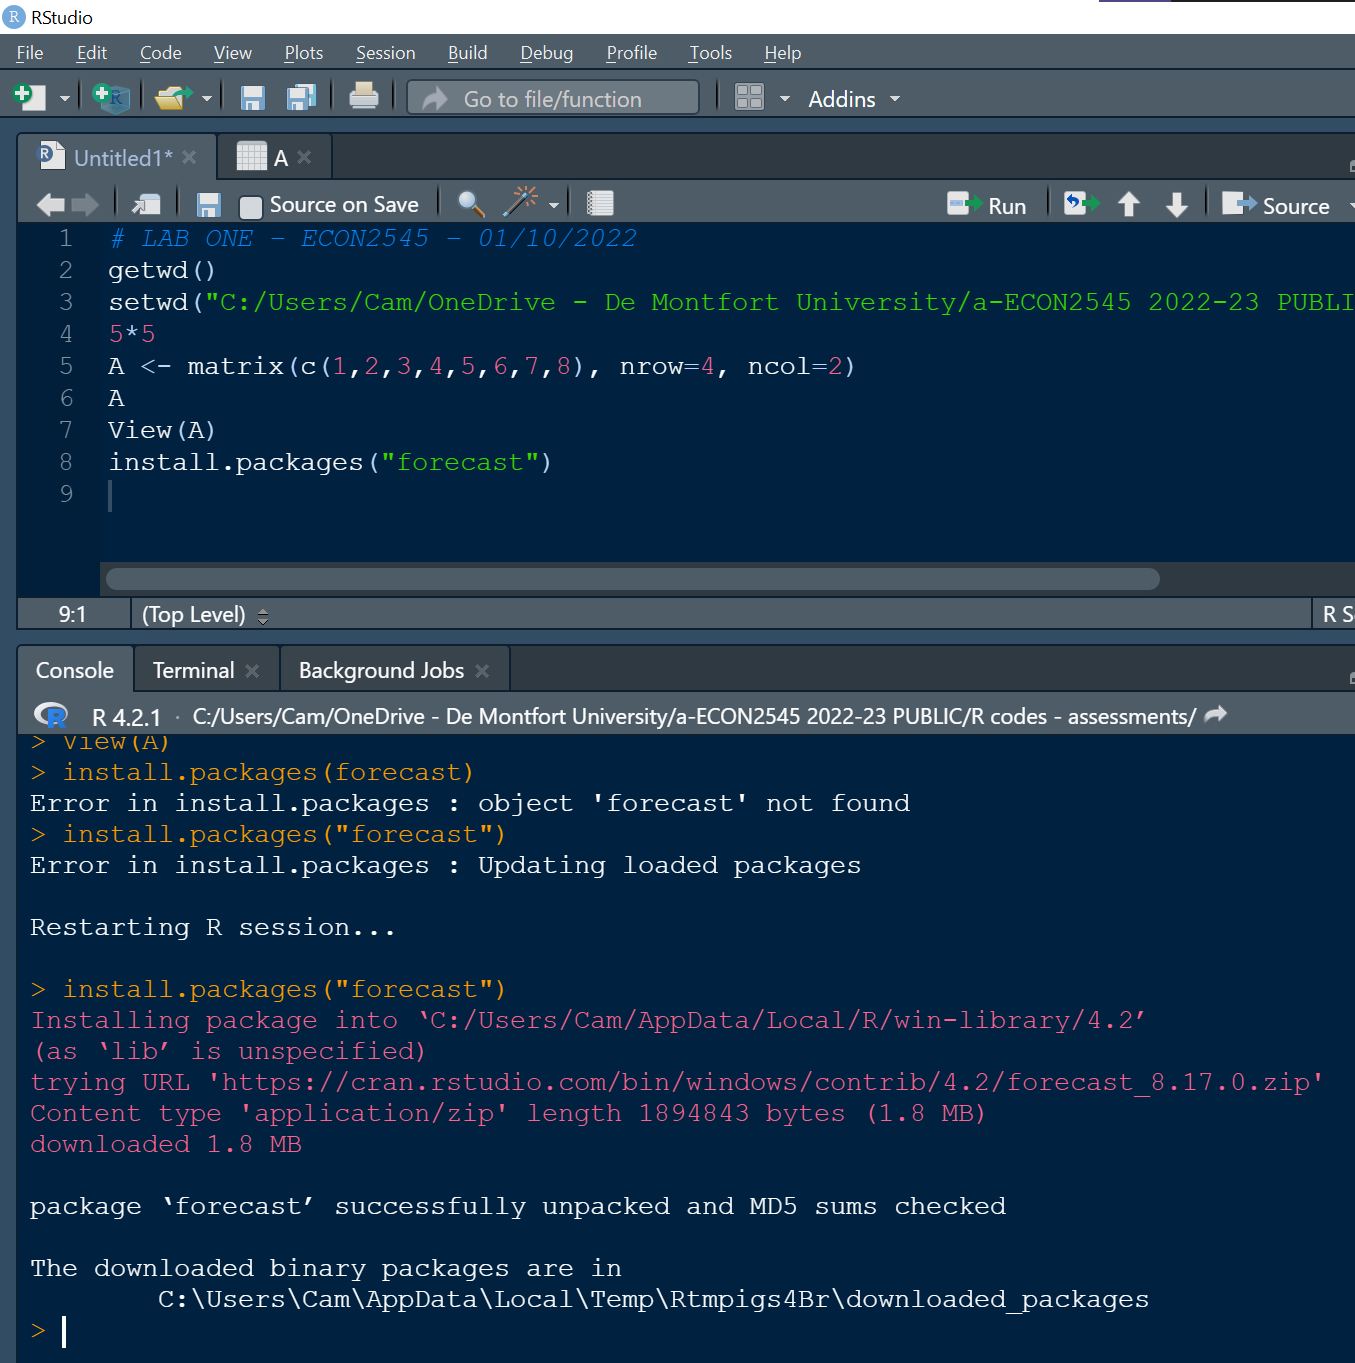 RStudio
File Edit Code View Plots Session Build Debug Profile Tools Help
Go to file/function Addins
Untitled1* A
Source on Save Run Source
1 # LAB ONE - ECON2545 - 01/10/2022
2 getwd()
3 setwd("C:/Users/Cam/OneDrive - De Montfort University/a-ECON2545 2022-23 PUBLI
4 5*5
5 A <- matrix(c(1,2,3,4,5,6,7,8), nrow=4, ncol=2)
6 A
7 View(A)
8 install.packages("forecast")
9
9:1 (Top Level) R S
Console Terminal Background Jobs
R 4.2.1 · C:/Users/Cam/OneDrive - De Montfort University/a-ECON2545 2022-23 PUBLIC/R codes - assessments/
> View(A)
> install.packages(forecast)
Error in install.packages : object 'forecast' not found
> install.packages("forecast")
Error in install.packages : Updating loaded packages
Restarting R session...
> install.packages("forecast")
Installing package into ‘C:/Users/Cam/AppData/Local/R/win-library/4.2’
(as ‘lib’ is unspecified)
trying URL 'https://cran.rstudio.com/bin/windows/contrib/4.2/forecast_8.17.0.zip'
Content type 'application/zip' length 1894843 bytes (1.8 MB)
downloaded 1.8 MB
package ‘forecast’ successfully unpacked and MD5 sums checked
The downloaded binary packages are in
C:\Users\Cam\AppData\Local\Temp\Rtmpigs4Br\downloaded_packages
>